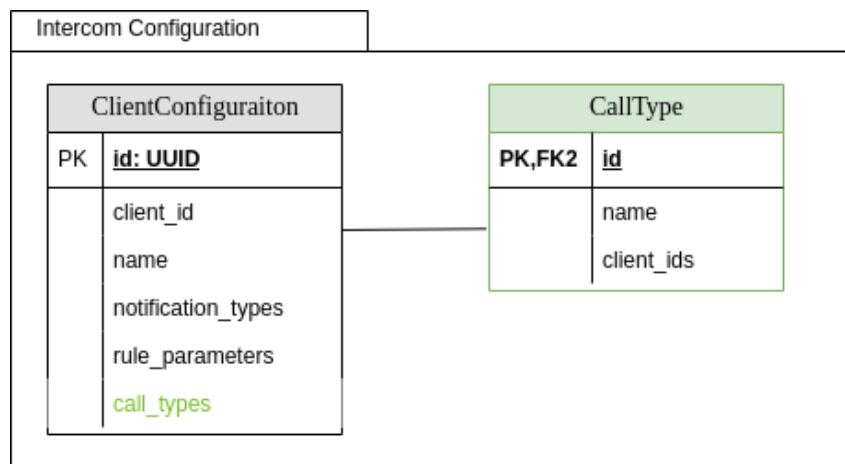 Intercom Configuration
ClientConfiguraiton
PK id: UUID
client_id
name
notification_types
rule_parameters
call_types
CallType
PK,FK2 id
name
client_ids